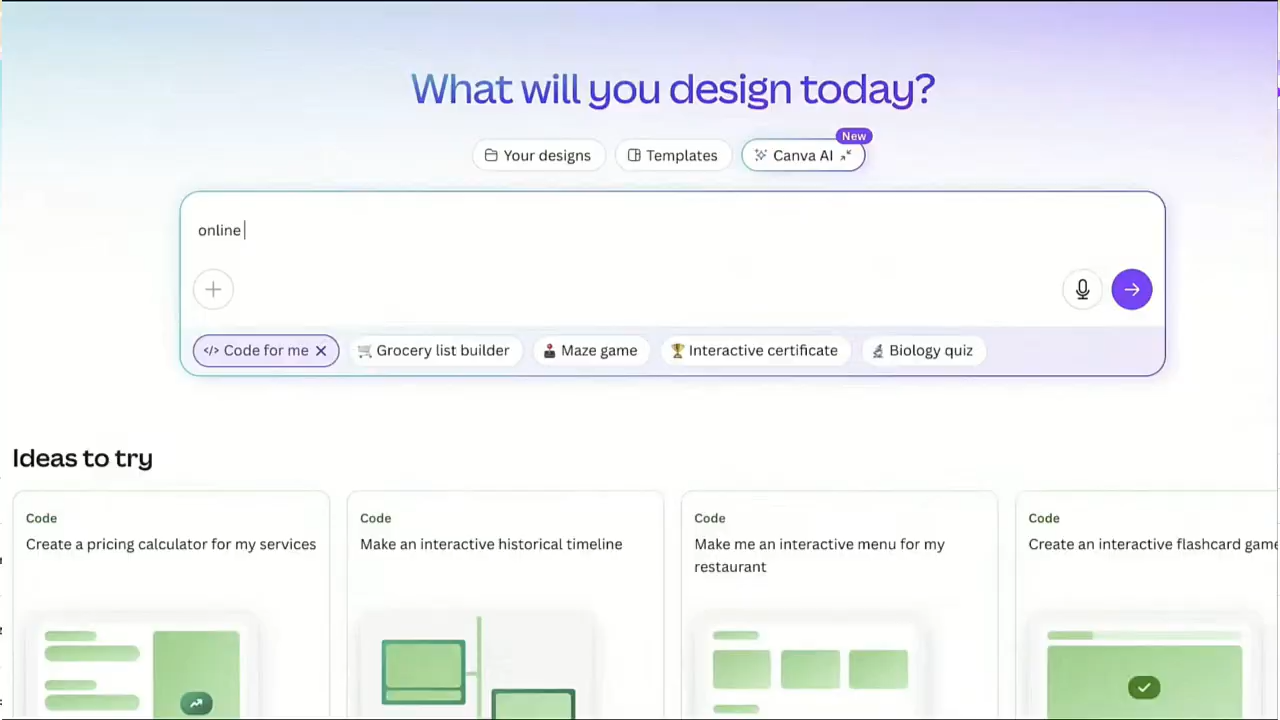 What will you design today?
New
Your designs
Templates
Canva AI
online
</> Code for me
Grocery list builder
Maze game
Interactive certificate
Biology quiz
Ideas to try
Code
Create a pricing calculator for my services
Code
Make an interactive historical timeline
Code
Make me an interactive menu for my
restaurant
Code
Create an interactive flashcard game